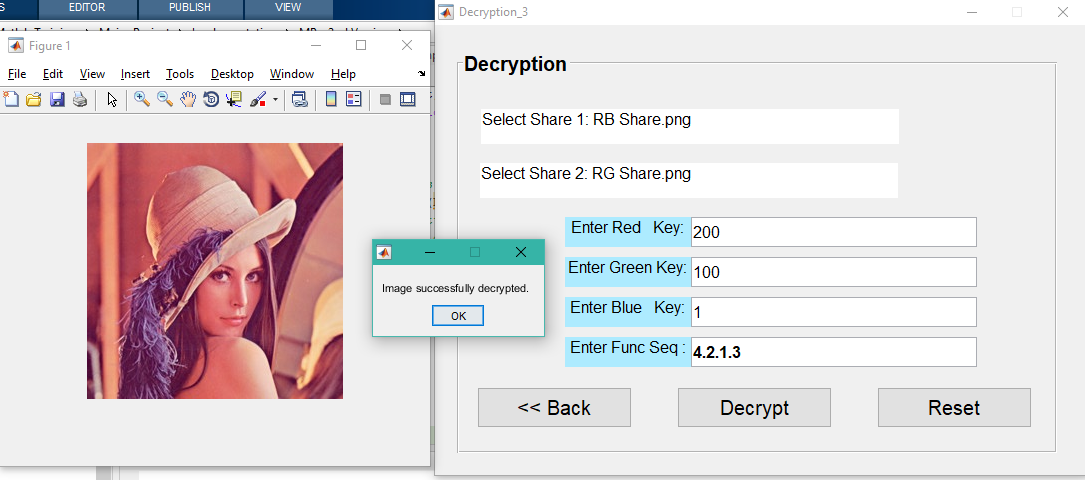 EDITOR PUBLISH VIEW
Figure 1
File Edit View Insert Tools Desktop Window Help
Image successfully decrypted.
OK
Decryption_3
Decryption
Select Share 1: RB Share.png
Select Share 2: RG Share.png
Enter Red Key: 200
Enter Green Key: 100
Enter Blue Key: 1
Enter Func Seq : 4.2.1.3
<< Back Decrypt Reset